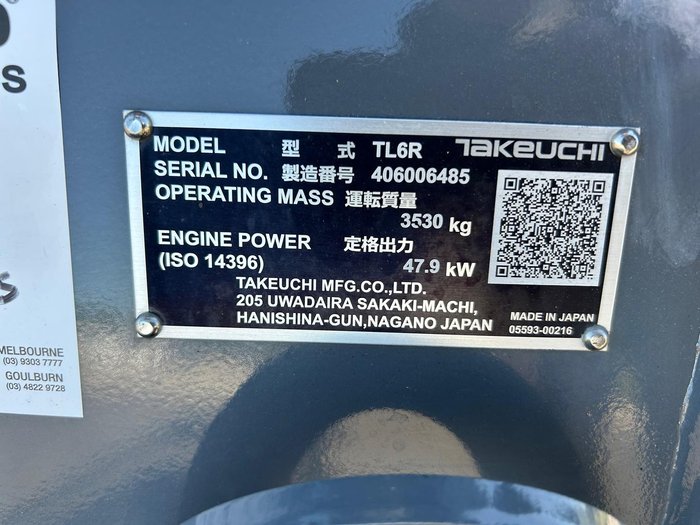 S
MELBOURNE
(03) 9303 7777
GOULBURN
(03) 4822 9728
MODEL 型 式 TL6R TAKEUCHI
SERIAL NO. 製造番号 406006485
OPERATING MASS 運転質量
3530 kg
ENGINE POWER 定格出力
(ISO 14396) 47.9 kW
TAKEUCHI MFG.CO.,LTD.
205 UWADAIRA SAKAKI-MACHI,
HANISHINA-GUN,NAGANO JAPAN
MADE IN JAPAN
05593-00216